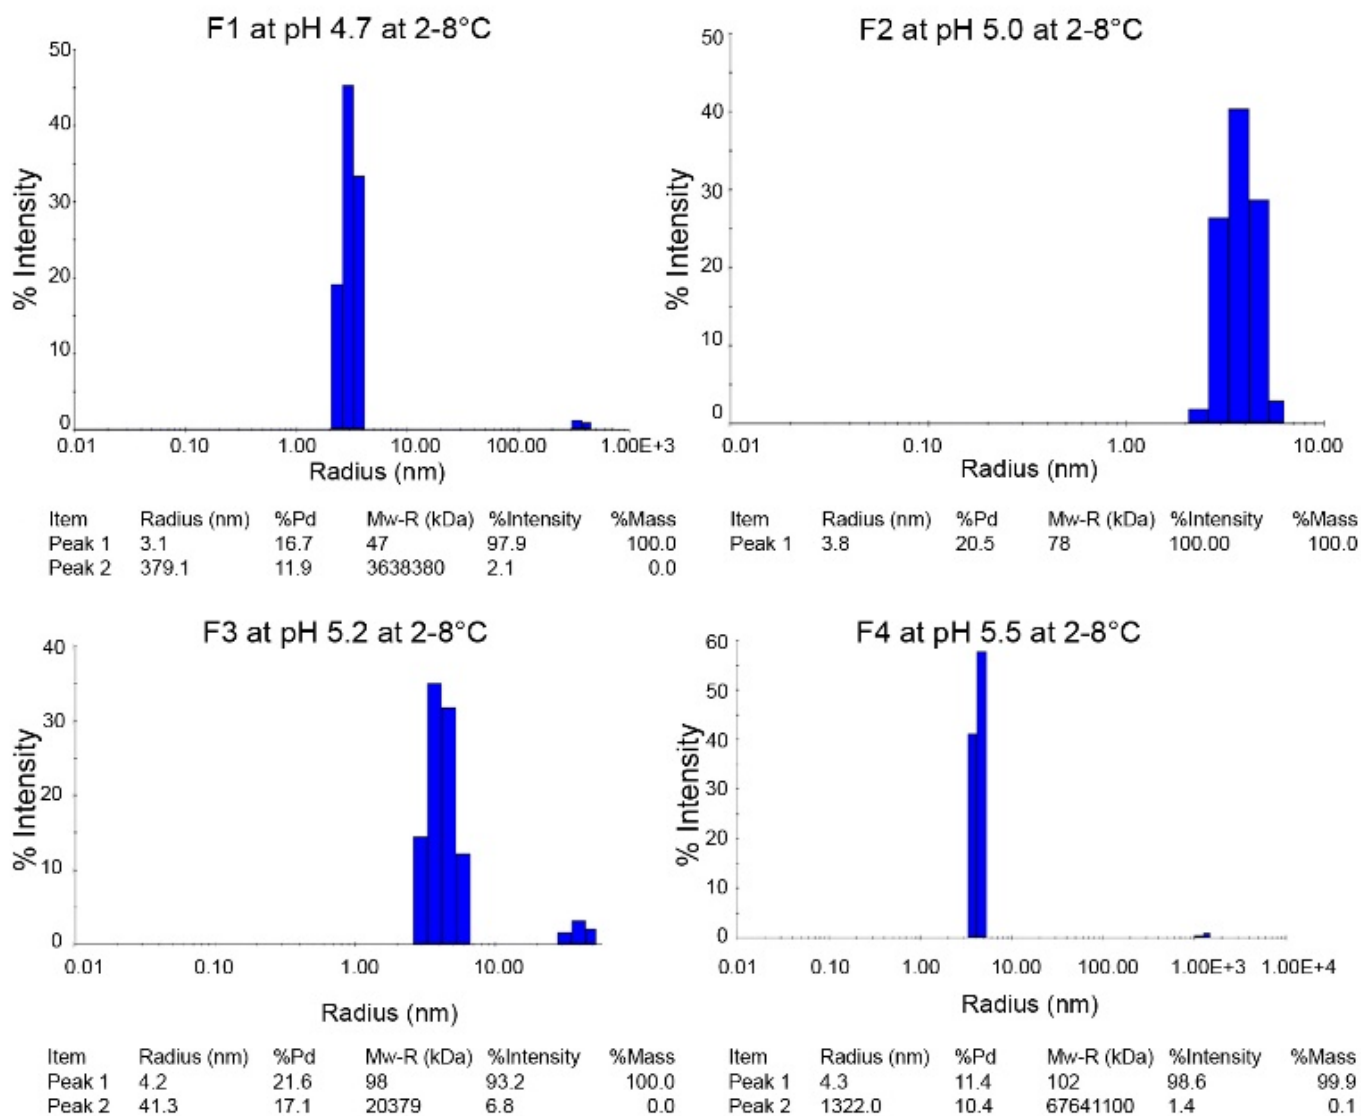 F1 at pH 4.7 at 2-8°C
50
40
30
20
10
0
% Intensity
0.01 0.10 1.00 10.00 100.00 1.00E+3
Radius (nm)
Item Radius (nm) %Pd Mw-R (kDa) %Intensity %Mass
Peak 1 3.1 16.7 47 97.9 100.0
Peak 2 379.1 11.9 3638380 2.1 0.0
F2 at pH 5.0 at 2-8°C
50
40
30
20
10
0
% Intensity
0.01 0.10 1.00 10.00
Radius (nm)
Item Radius (nm) %Pd Mw-R (kDa) %Intensity %Mass
Peak 1 3.8 20.5 78 100.00 100.0
F3 at pH 5.2 at 2-8°C
40
30
20
10
0
% Intensity
0.01 0.10 1.00 10.00
Radius (nm)
Item Radius (nm) %Pd Mw-R (kDa) %Intensity %Mass
Peak 1 4.2 21.6 98 93.2 100.0
Peak 2 41.3 17.1 20379 6.8 0.0
F4 at pH 5.5 at 2-8°C
60
50
40
30
20
10
0
% Intensity
0.01 0.10 1.00 10.00 100.00 1.00E+3 1.00E+4
Radius (nm)
Item Radius (nm) %Pd Mw-R (kDa) %Intensity %Mass
Peak 1 4.3 11.4 102 98.6 99.9
Peak 2 1322.0 10.4 67641100 1.4 0.1